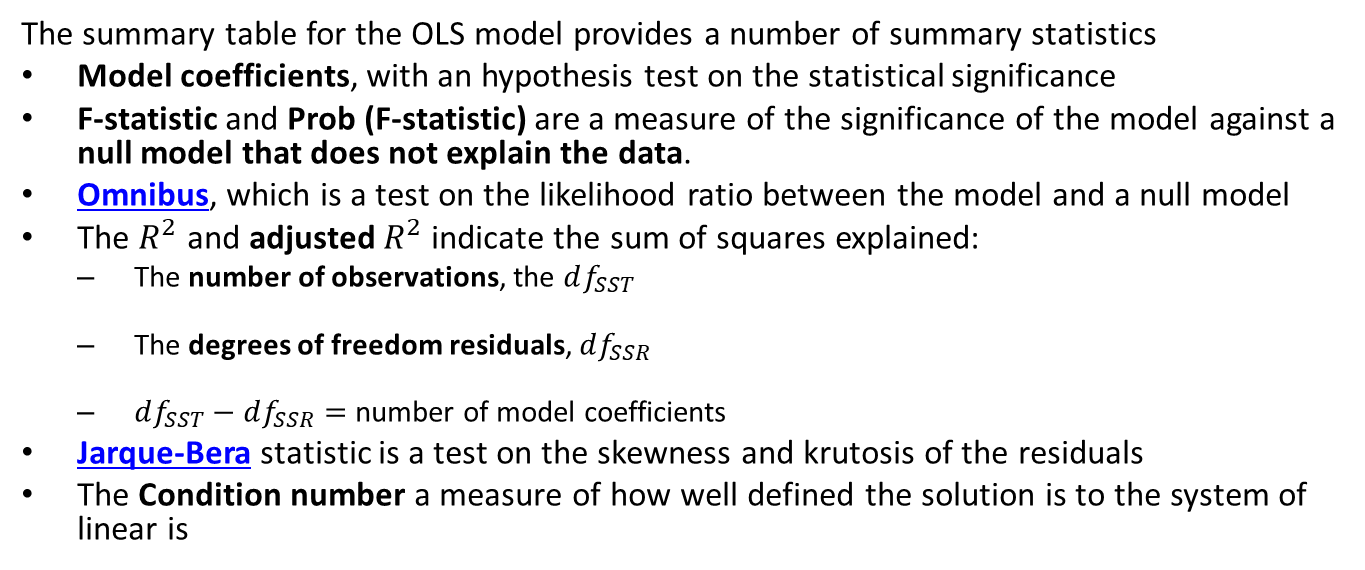 The summary table for the OLS model provides a number of summary statistics
• Model coefficients, with an hypothesis test on the statistical significance
• F-statistic and Prob (F-statistic) are a measure of the significance of the model against a
null model that does not explain the data.
• Omnibus, which is a test on the likelihood ratio between the model and a null model
• The R² and adjusted R² indicate the sum of squares explained:
– The number of observations, the df_SST
– The degrees of freedom residuals, df_SSR
– df_SST − df_SSR = number of model coefficients
• Jarque-Bera statistic is a test on the skewness and krutosis of the residuals
• The Condition number a measure of how well defined the solution is to the system of
linear is